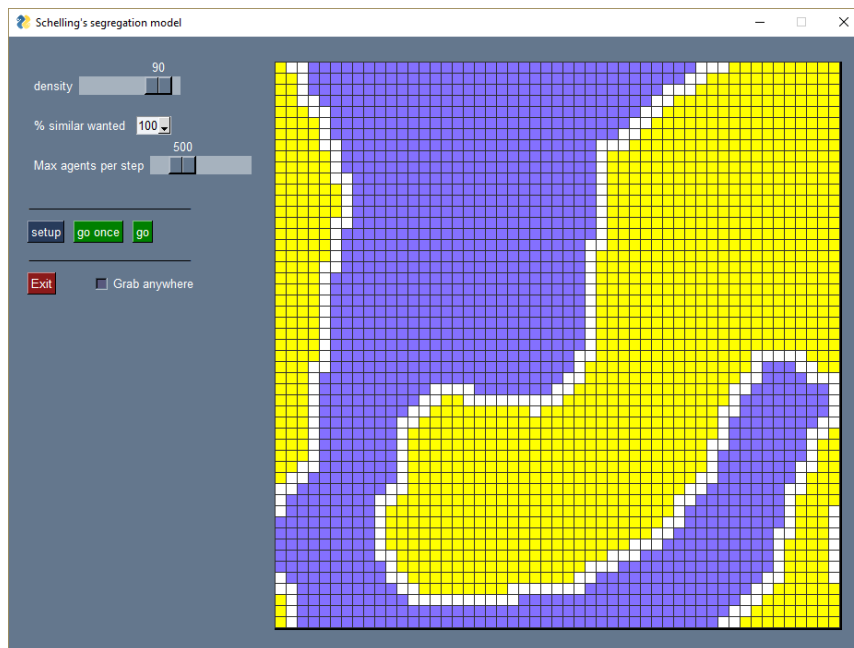 Schelling's segregation model
90
density
% similar wanted 100
500
Max agents per step
setup go once go
Exit Grab anywhere